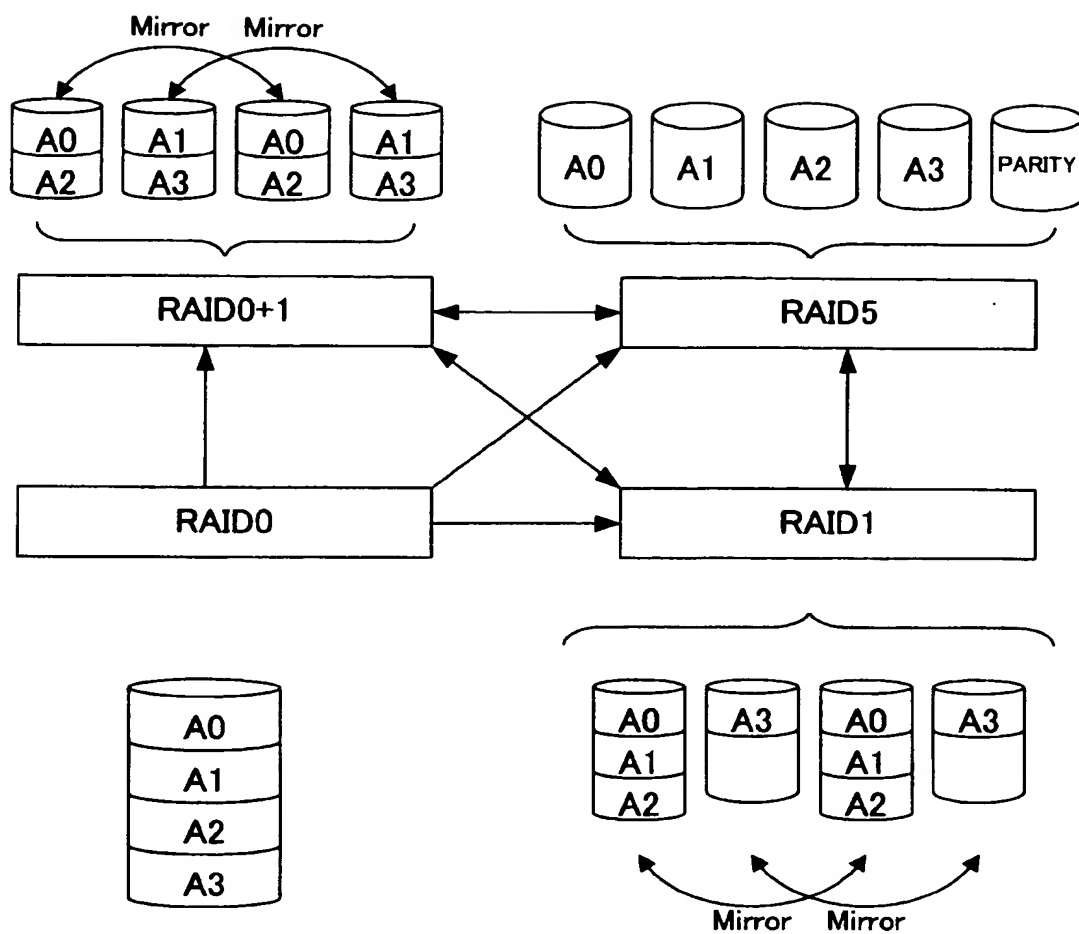 Mirror Mirror
A0 A1 A0 A1
A2 A3 A2 A3
A0 A1 A2 A3 PARITY
RAID0+1
RAID5
RAID0
RAID1
A0
A1
A2
A3
A0 A3 A0 A3
A1 A1
A2 A2
Mirror Mirror